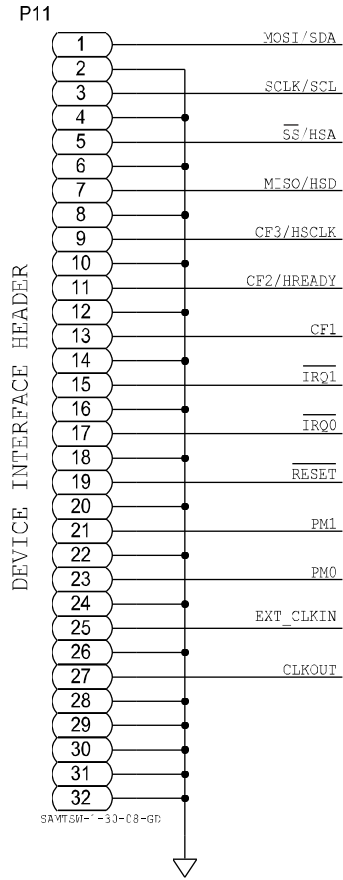 P11
1 MOSI/SDA
2
3 SCLK/SCL
4
5 SS/HSA
6
7 MISO/HSD
8
9 CF3/HSCLK
10
11 CF2/HREADY
12
13 CF1
14
15 IRQ1
16
17 IRQ0
18
19 RESET
20
21 PM1
22
23 PM0
24
25 EXT_CLKIN
26
27 CLKOUT
28
29
30
31
32
DEVICE INTERFACE HEADER